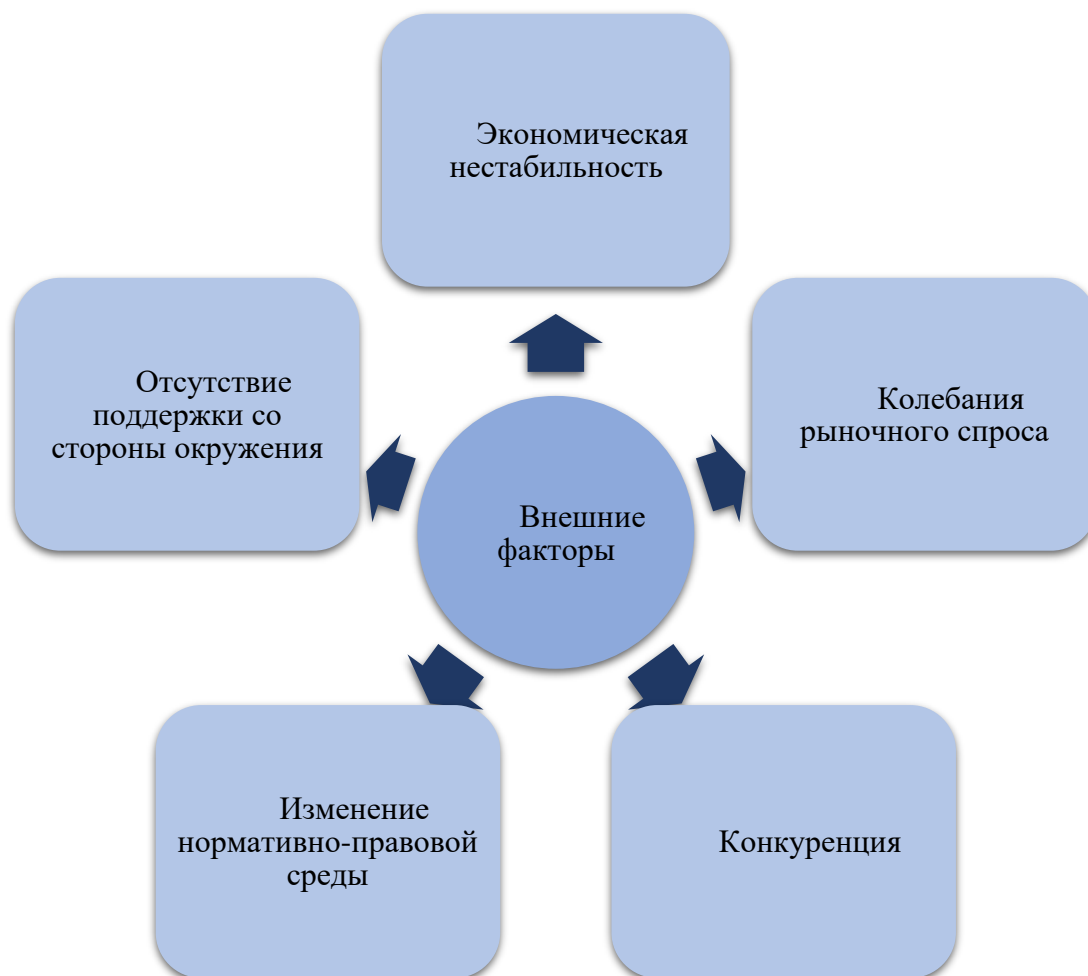 Экономическая
нестабильность
Отсутствие
поддержки со
стороны окружения
Колебания
рыночного спроса
Внешние
факторы
Изменение
нормативно-правовой
среды
Конкуренция